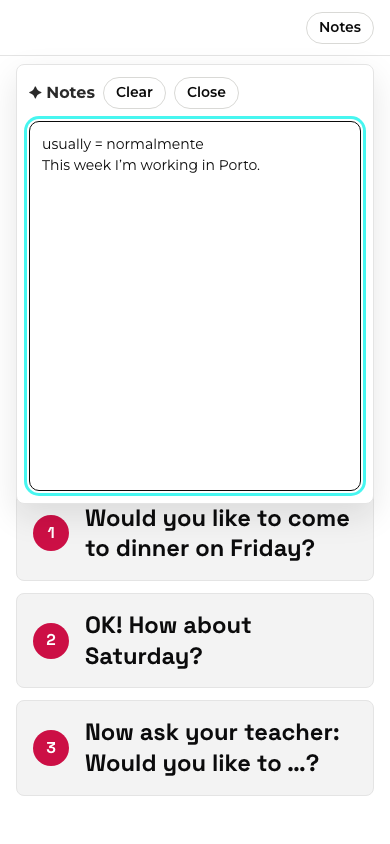 Notes
✦ Notes
Clear
Close
usually = normalmente
This week I'm working in Porto.
1
Would you like to come
to dinner on Friday?
2
OK! How about
Saturday?
3
Now ask your teacher:
Would you like to ...?